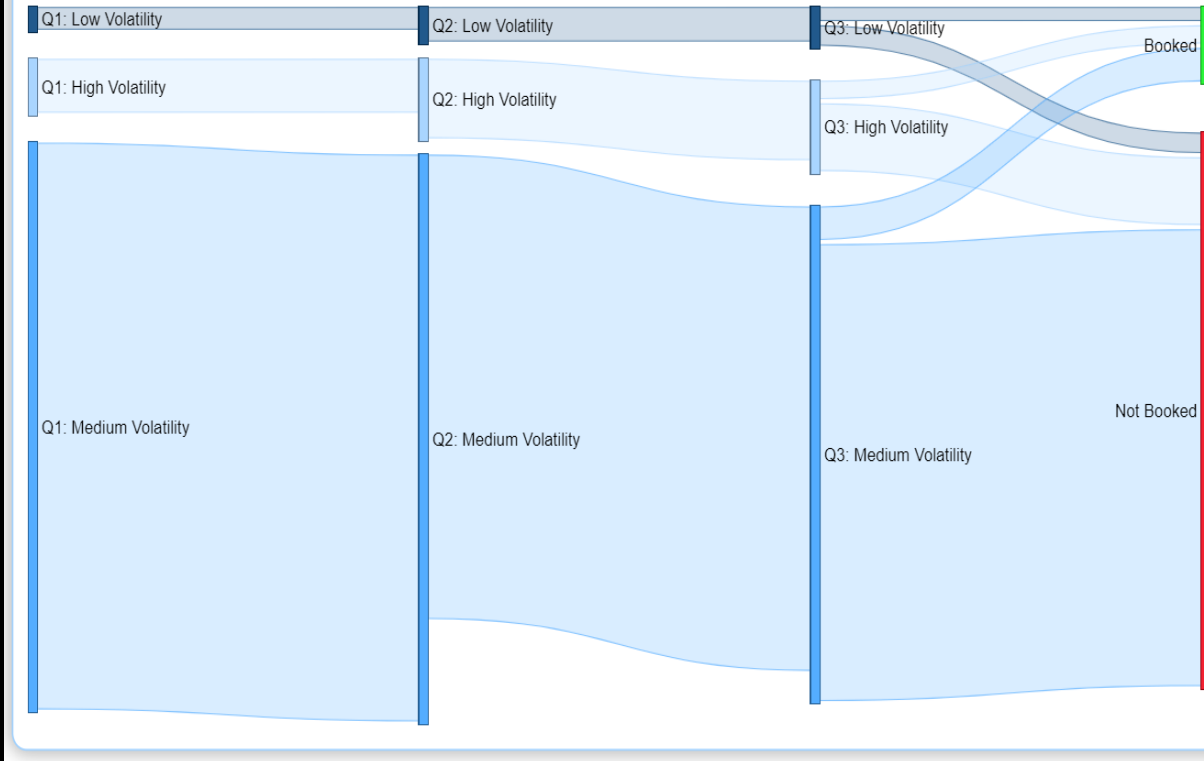 Q1: Low Volatility
Q2: Low Volatility
Q3: Low Volatility
Booked
Q1: High Volatility
Q2: High Volatility
Q3: High Volatility
Not Booked
Q1: Medium Volatility
Q2: Medium Volatility
Q3: Medium Volatility